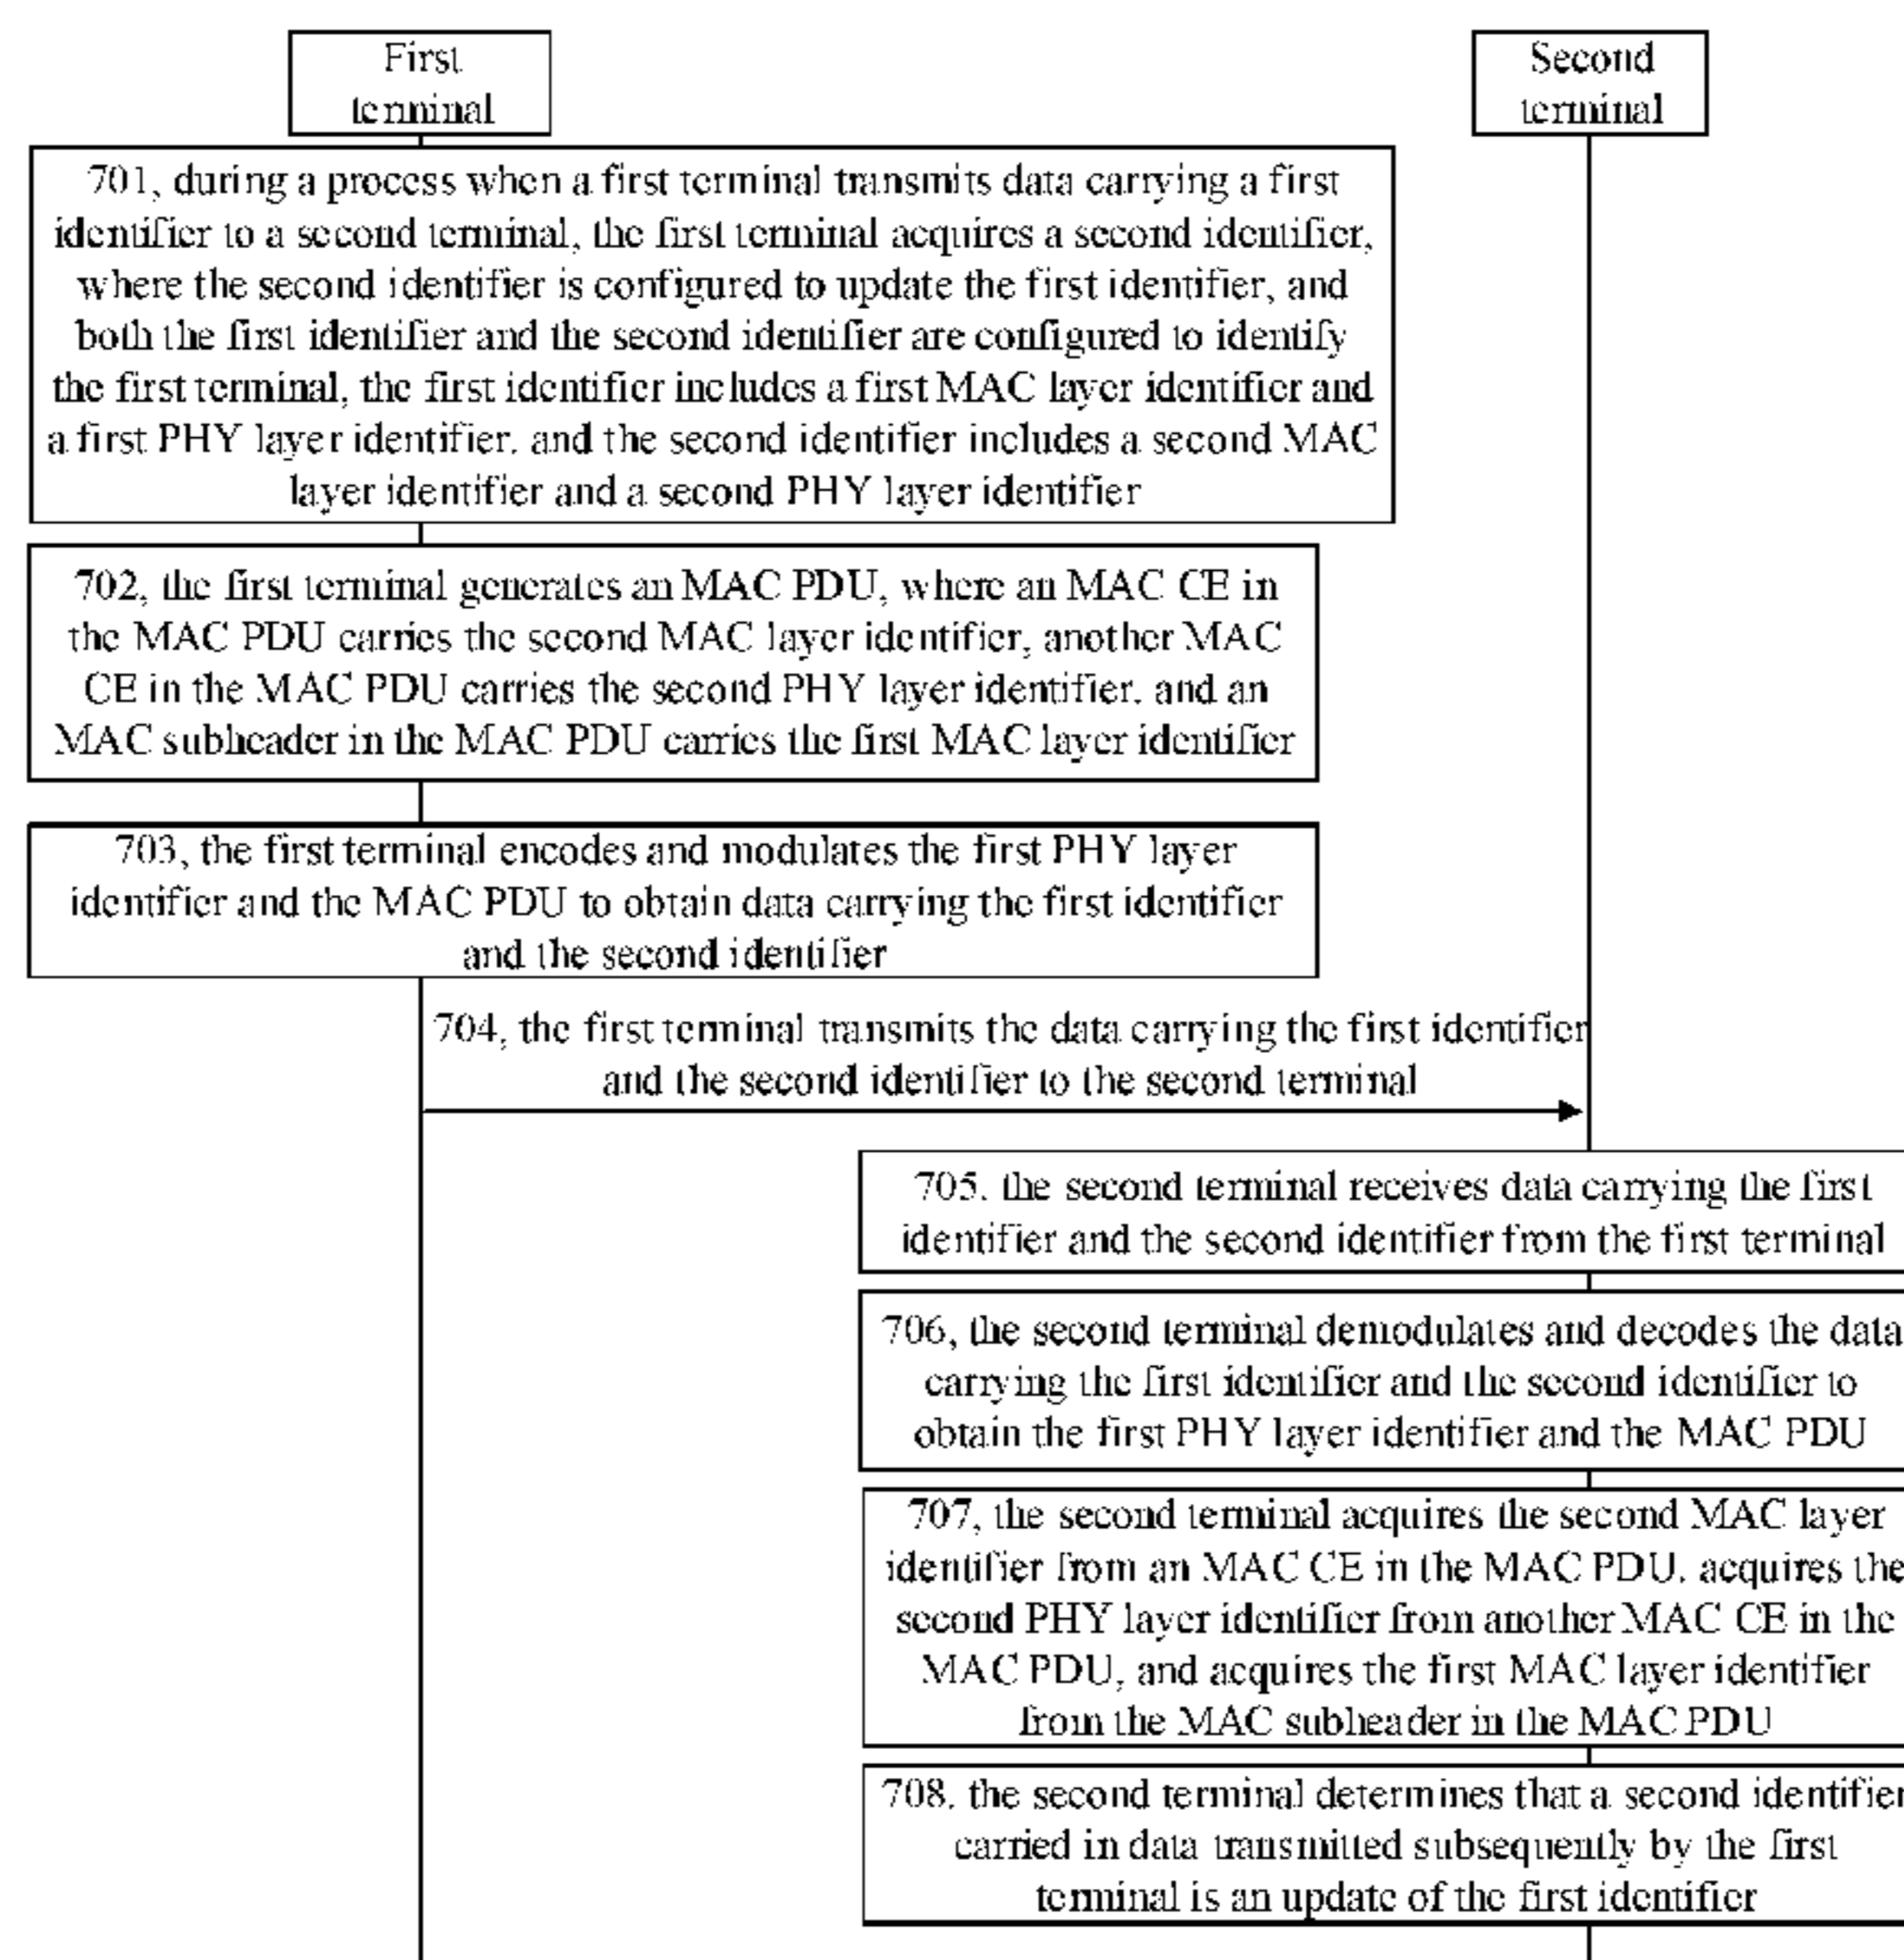 First
terminal
Second
terminal
701, during a process when a first terminal transmits data carrying a first
identifier to a second terminal, the first terminal acquires a second identifier,
where the second identifier is configured to update the first identifier, and
both the first identifier and the second identifier are configured to identify
the first terminal, the first identifier includes a first MAC layer identifier and
a first PHY layer identifier, and the second identifier includes a second MAC
layer identifier and a second PHY layer identifier
702, the first terminal generates an MAC PDU, where an MAC CE in
the MAC PDU carries the second MAC layer identifier, another MAC
CE in the MAC PDU carries the second PHY layer identifier, and an
MAC subheader in the MAC PDU carries the first MAC layer identifier
703, the first terminal encodes and modulates the first PHY layer
identifier and the MAC PDU to obtain data carrying the first identifier
and the second identifier
704, the first terminal transmits the data carrying the first identifier
and the second identifier to the second terminal
705, the second terminal receives data carrying the first
identifier and the second identifier from the first terminal
706, the second terminal demodulates and decodes the data
carrying the first identifier and the second identifier to
obtain the first PHY layer identifier and the MAC PDU
707, the second terminal acquires the second MAC layer
identifier from an MAC CE in the MAC PDU, acquires the
second PHY layer identifier from another MAC CE in the
MAC PDU, and acquires the first MAC layer identifier
from the MAC subheader in the MAC PDU
708, the second terminal determines that a second identifier
carried in data transmitted subsequently by the first
terminal is an update of the first identifier